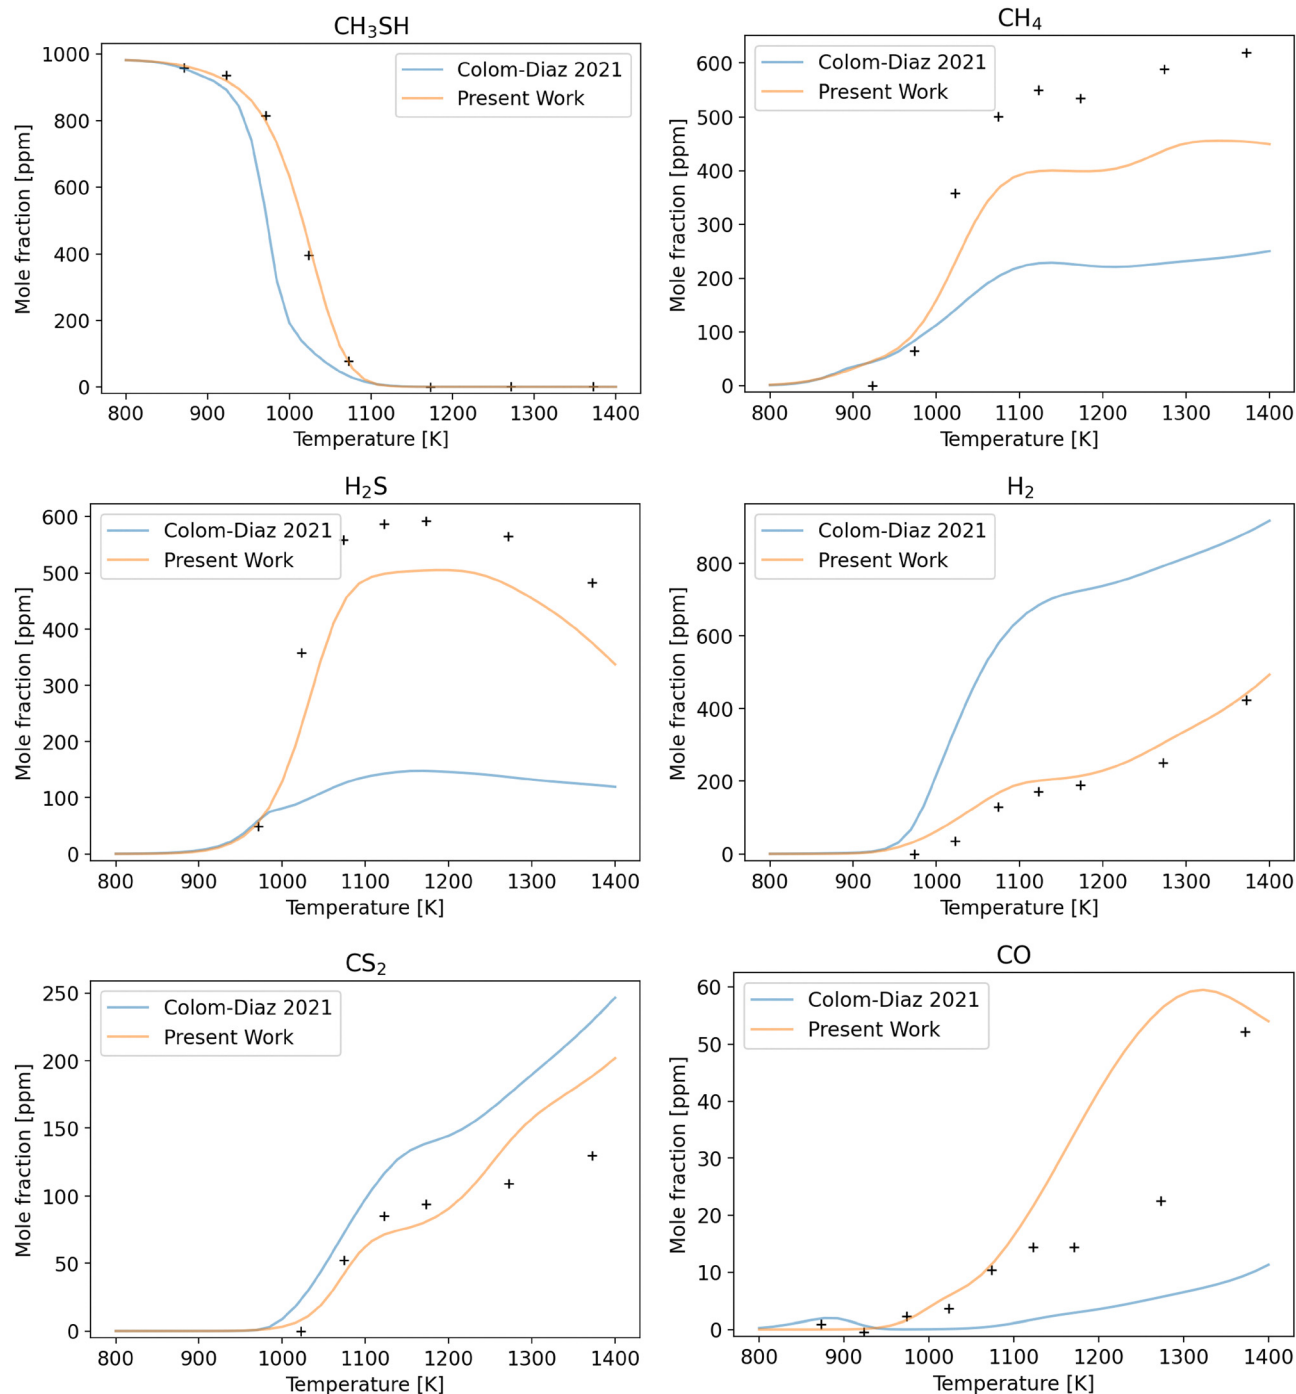 CH₃SH
1000
800
600
400
200
0
Mole fraction [ppm]
Colom-Diaz 2021
Present Work
800 900 1000 1100 1200 1300 1400
Temperature [K]
CH₄
600
500
400
300
200
100
0
Mole fraction [ppm]
Colom-Diaz 2021
Present Work
800 900 1000 1100 1200 1300 1400
Temperature [K]
H₂S
600
500
400
300
200
100
0
Mole fraction [ppm]
Colom-Diaz 2021
Present Work
800 900 1000 1100 1200 1300 1400
Temperature [K]
H₂
800
600
400
200
0
Mole fraction [ppm]
Colom-Diaz 2021
Present Work
800 900 1000 1100 1200 1300 1400
Temperature [K]
CS₂
250
200
150
100
50
0
Mole fraction [ppm]
Colom-Diaz 2021
Present Work
800 900 1000 1100 1200 1300 1400
Temperature [K]
CO
60
50
40
30
20
10
0
Mole fraction [ppm]
Colom-Diaz 2021
Present Work
800 900 1000 1100 1200 1300 1400
Temperature [K]